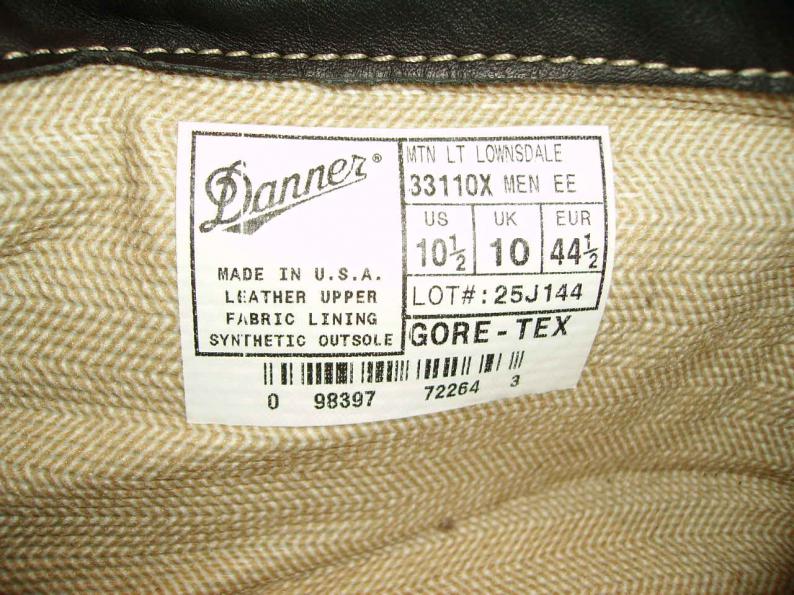 Danner®
MADE IN U.S.A.
LEATHER UPPER
FABRIC LINING
SYNTHETIC OUTSOLE
MTN LT LOWNSDALE
33110X MEN EE
US UK EUR
10½ 10 44½
LOT#: 25J144
GORE-TEX
0 98397 72264 3